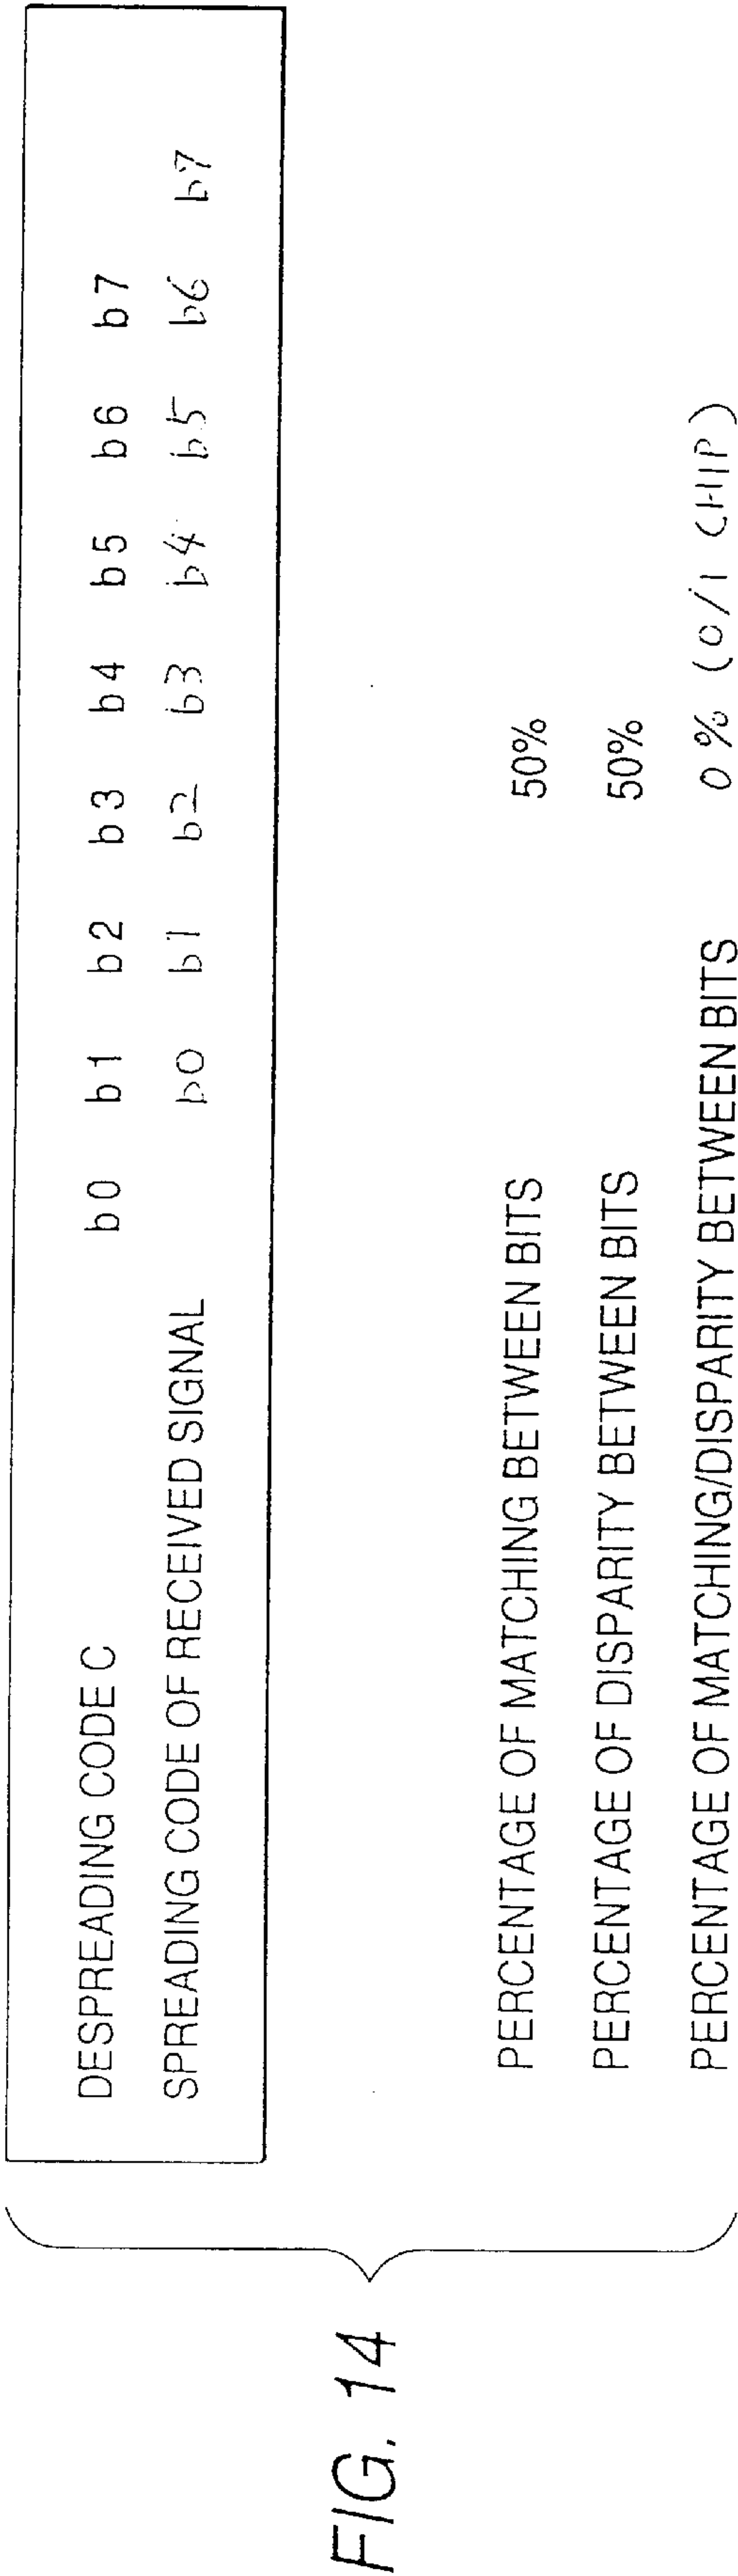 FIG. 14
DESPREADING CODE C b0 b1 b2 b3 b4 b5 b6 b7
SPREADING CODE OF RECEIVED SIGNAL b0 b1 b2 b3 b4 b5 b6 b7
PERCENTAGE OF MATCHING BETWEEN BITS 50%
PERCENTAGE OF DISPARITY BETWEEN BITS 50%
PERCENTAGE OF MATCHING/DISPARITY BETWEEN BITS 0% (0/1 CHIP)